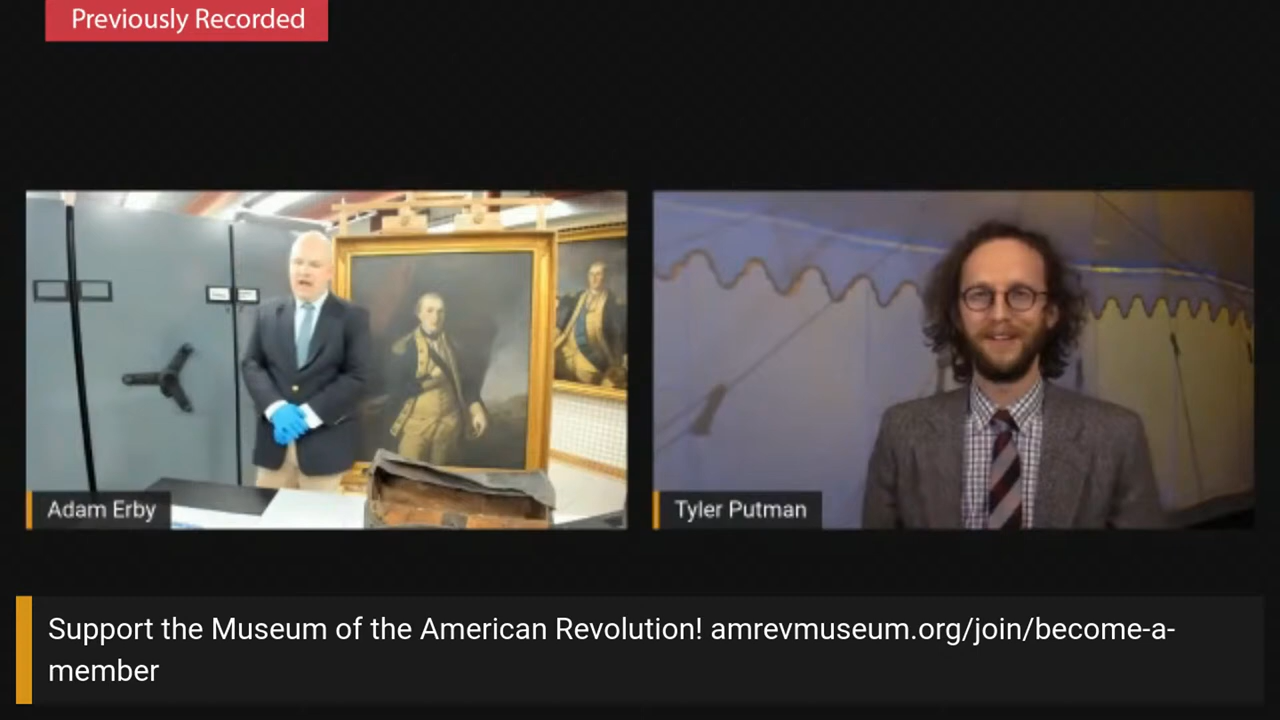 Previously Recorded
Adam Erby
Tyler Putman
Support the Museum of the American Revolution! amrevmuseum.org/join/become-a-
member